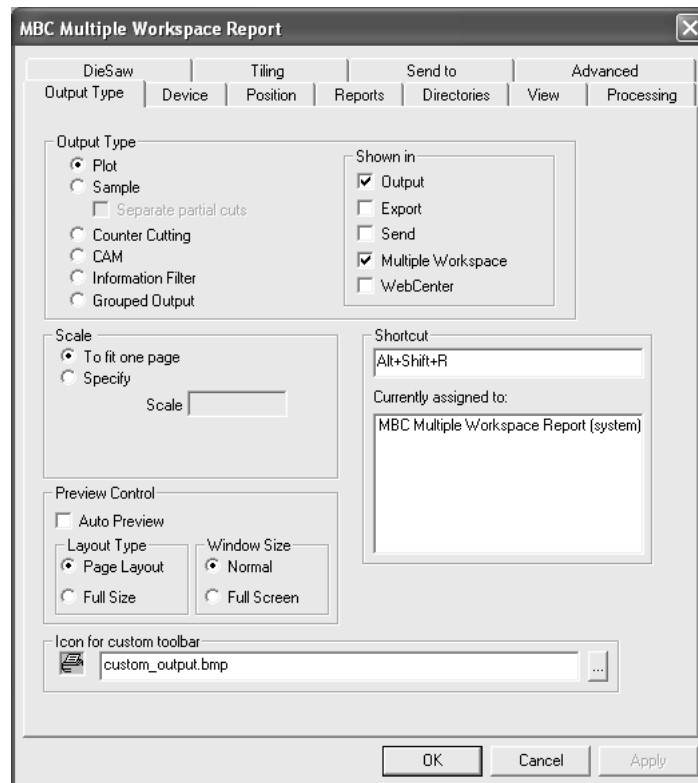 MBC Multiple Workspace Report
DieSaw Tiling Send to Advanced
Output Type Device Position Reports Directories View Processing
Output Type
Plot
Sample
Separate partial cuts
Counter Cutting
CAM
Information Filter
Grouped Output
Shown in
Output
Export
Send
Multiple Workspace
WebCenter
Scale
To fit one page
Specify
Scale
Shortcut
Alt+Shift+R
Currently assigned to:
MBC Multiple Workspace Report (system)
Preview Control
Auto Preview
Layout Type
Page Layout
Full Size
Window Size
Normal
Full Screen
Icon for custom toolbar
custom_output.bmp
...
OK Cancel Apply